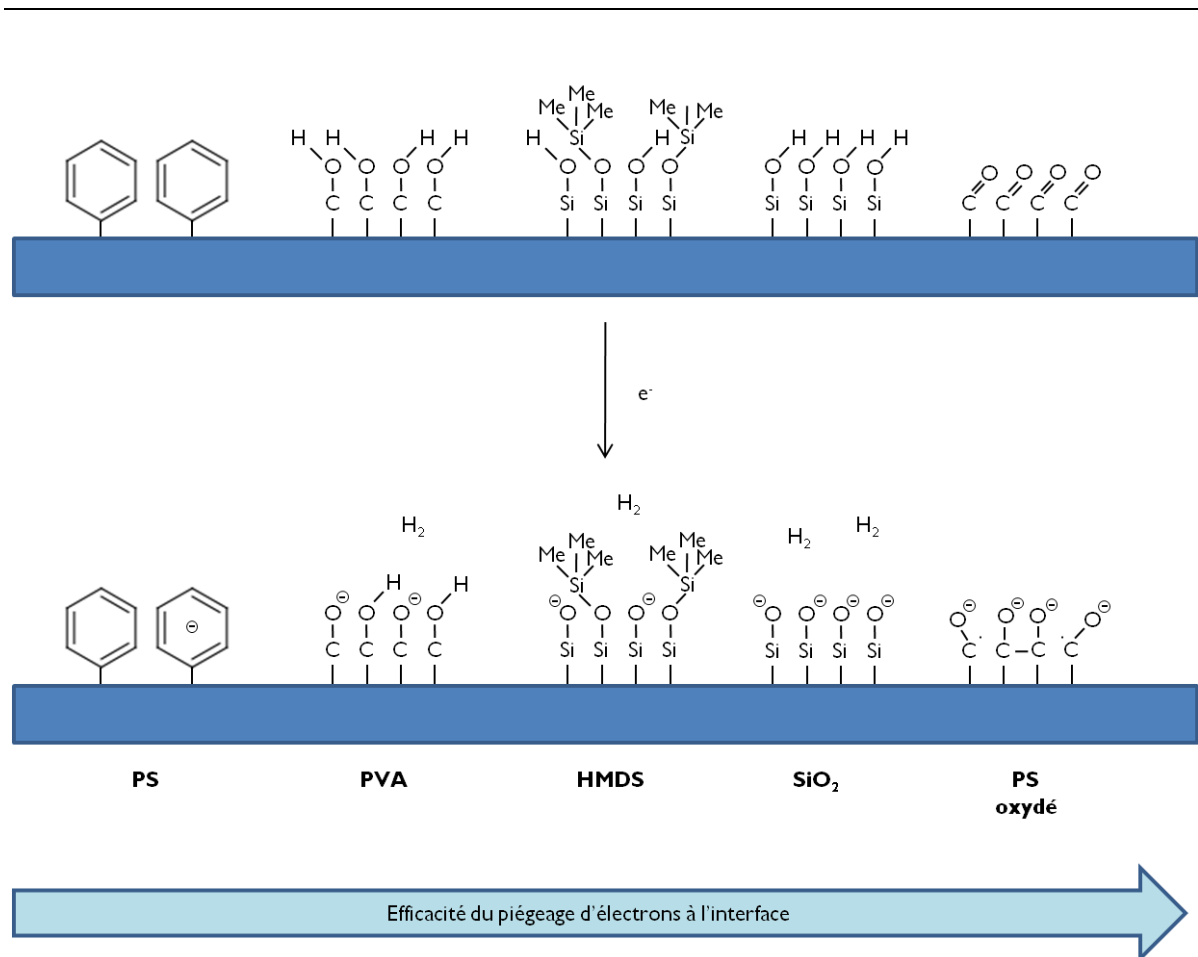 Me Me Me Me Me Me
H H H H H Si H Si H H H H
O O O O O O O O O O O O O O O O
C C C C Si Si Si Si Si Si Si Si C C C C
e-
H2 H2 H2 H2
Me Me Me Me Me Me
H H Si Si
O⊖ O O⊖ O ⊖O O O⊖ O ⊖O O⊖ O⊖ O⊖ O⊖ O⊖ O⊖ O⊖
⊖ C C C C Si Si Si Si Si Si Si Si C· C–C ·C
PS PVA HMDS SiO2 PS
oxydé
Efficacité du piégeage d'électrons à l'interface